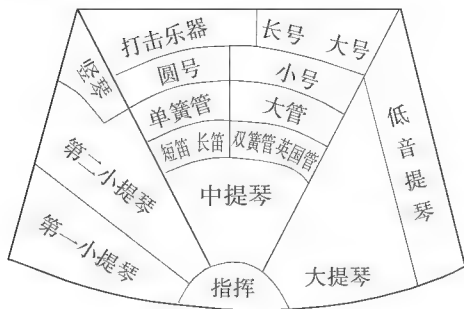 打击乐器
长号 大号
竖琴
圆号
小号
单簧管
大管
短笛 长笛
双簧管 英国管
低音提琴
第二小提琴
中提琴
第一小提琴
指挥
大提琴